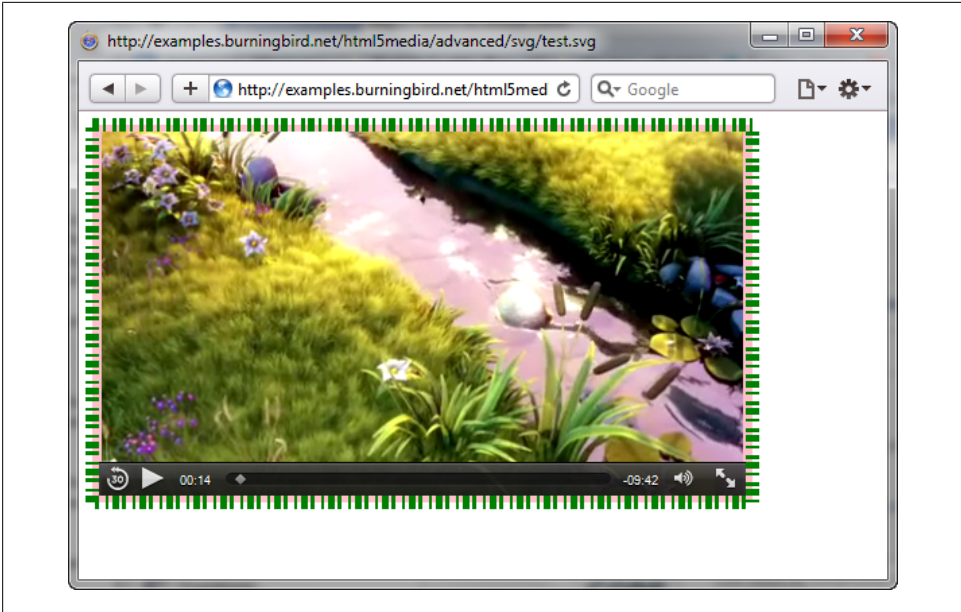 http://examples.burningbird.net/html5media/advanced/svg/test.svg
http://examples.burningbird.net/html5med
Google
30
00:14
-09:42